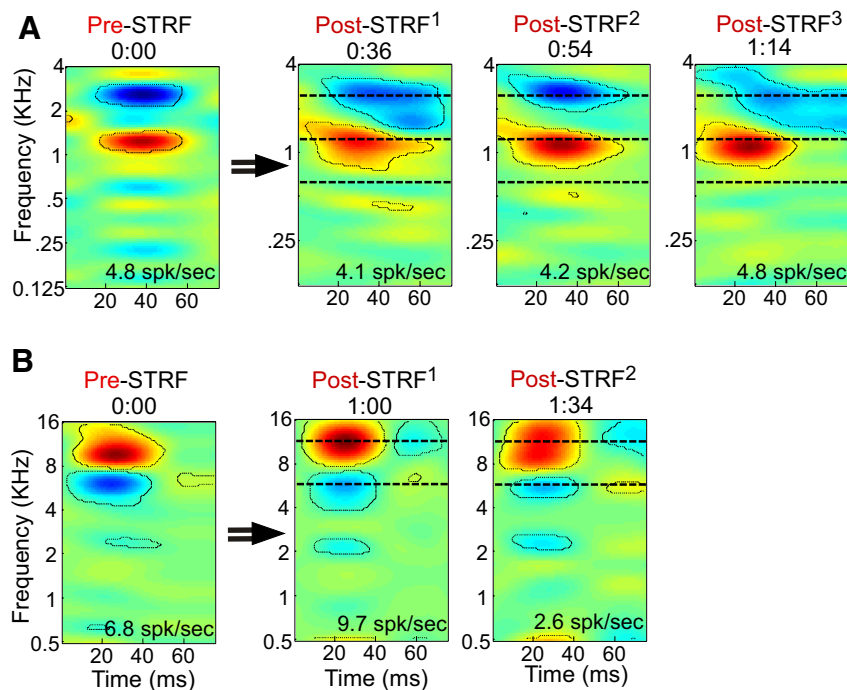 A
Pre-STRF
0:00
Post-STRF1
0:36
Post-STRF2
0:54
Post-STRF3
1:14
Frequency (KHz)
4
2
1
.5
.25
0.125
4.8 spk/sec
20 40 60
4
1
.25
4.1 spk/sec
20 40 60
4
1
.25
4.2 spk/sec
20 40 60
4
1
.25
4.8 spk/sec
20 40 60
B
Pre-STRF
0:00
Post-STRF1
1:00
Post-STRF2
1:34
Frequency (KHz)
16
8
4
2
1
0.5
6.8 spk/sec
20 40 60
Time (ms)
16
8
4
2
1
0.5
9.7 spk/sec
20 40 60
Time (ms)
16
8
4
2
1
0.5
2.6 spk/sec
20 40 60
Time (ms)